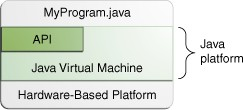 MyProgram.java
API
Java Virtual Machine
Hardware-Based Platform
Java
platform